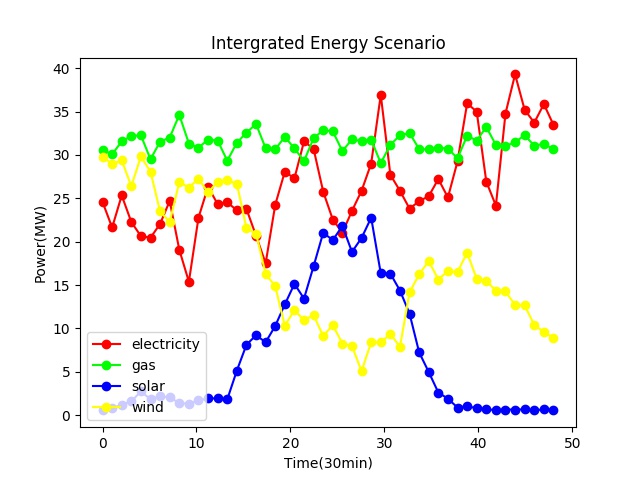 Intergrated Energy Scenario
40
35
30
25
20
15
10
5
0
Power(MW)
electricity
gas
solar
wind
0 10 20 30 40 50
Time(30min)